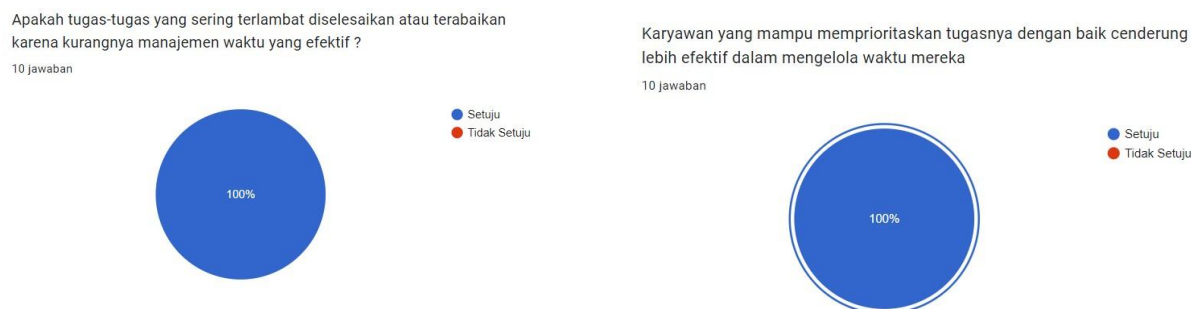 Apakah tugas-tugas yang sering terlambat diselesaikan atau terabaikan
karena kurangnya manajemen waktu yang efektif ?
10 jawaban
Setuju
Tidak Setuju
100%
Karyawan yang mampu memprioritaskan tugasnya dengan baik cenderung
lebih efektif dalam mengelola waktu mereka
10 jawaban
Setuju
Tidak Setuju
100%